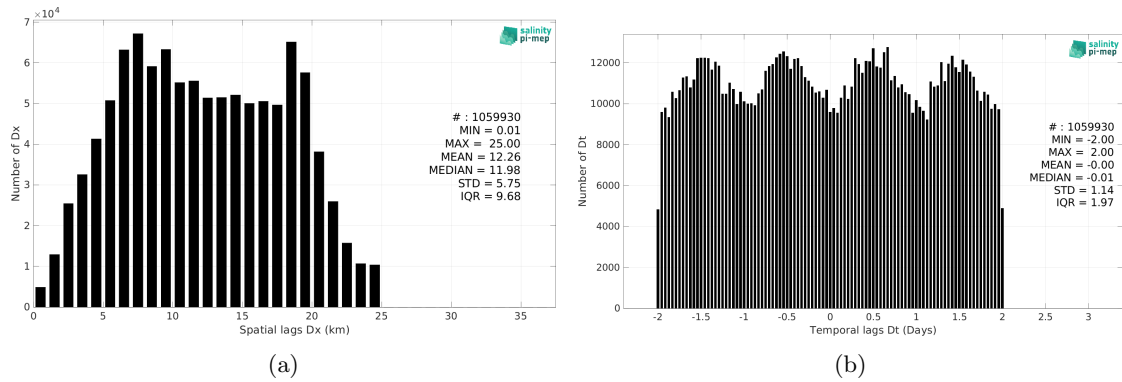 ×10⁴
7
6
5
4
3
2
1
0
Number of Dx
0 5 10 15 20 25 30 35
Spatial lags Dx (km)
salinity
pi-mep
# : 1059930
MIN = 0.01
MAX = 25.00
MEAN = 12.26
MEDIAN = 11.98
STD = 5.75
IQR = 9.68
(a)
12000
10000
8000
6000
4000
2000
0
Number of Dt
-2 -1.5 -1 -0.5 0 0.5 1 1.5 2 2.5 3
Temporal lags Dt (Days)
salinity
pi-mep
# : 1059930
MIN = -2.00
MAX = 2.00
MEAN = -0.00
MEDIAN = -0.01
STD = 1.14
IQR = 1.97
(b)